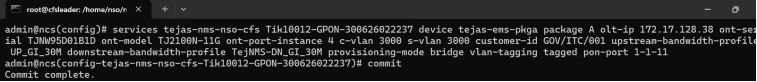 root@cfsleader: /home/nso/n
admin@ncs(config)# services tejas-nms-nso-cfs Tik10012-GPON-300626022237 device tejas-ems-pkga package A olt-ip 172.17.128.38 ont-ser
ial TJNW95D01B1D ont-model TJ2100N-11G ont-port-instance 4 c-vlan 3000 s-vlan 3000 customer-id GOV/ITC/001 upstream-bandwidth-profile
UP_GI_30M downstream-bandwidth-profile TejNMS-DN_GI_30M provisioning-mode bridge vlan-tagging tagged pon-port 1-1-11
admin@ncs(config-tejas-nms-nso-cfs-Tik10012-GPON-300626022237)# commit
Commit complete.